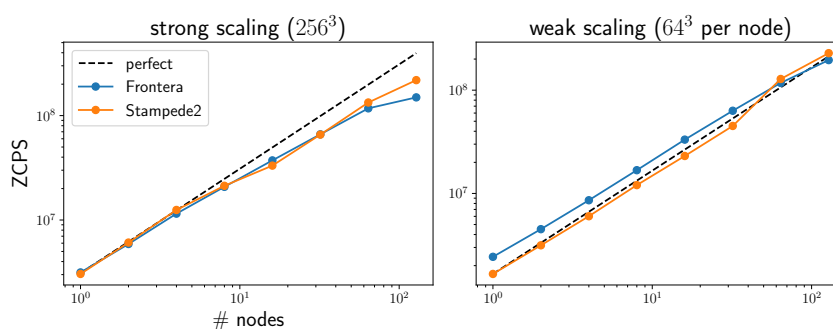 strong scaling (256³)
perfect
Frontera
Stampede2
ZCPS
10⁸
10⁷
10⁰
10¹
10²
# nodes
weak scaling (64³ per node)
10⁸
10⁷
10⁰
10¹
10²